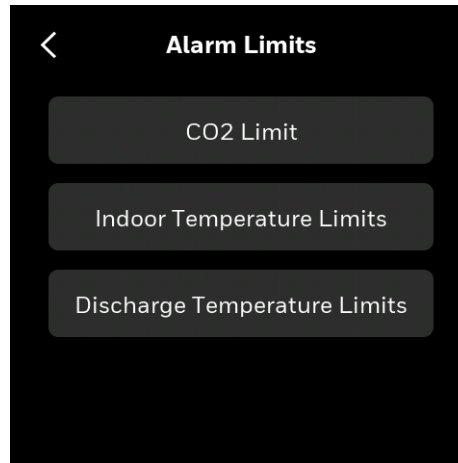 Alarm Limits
CO2 Limit
Indoor Temperature Limits
Discharge Temperature Limits